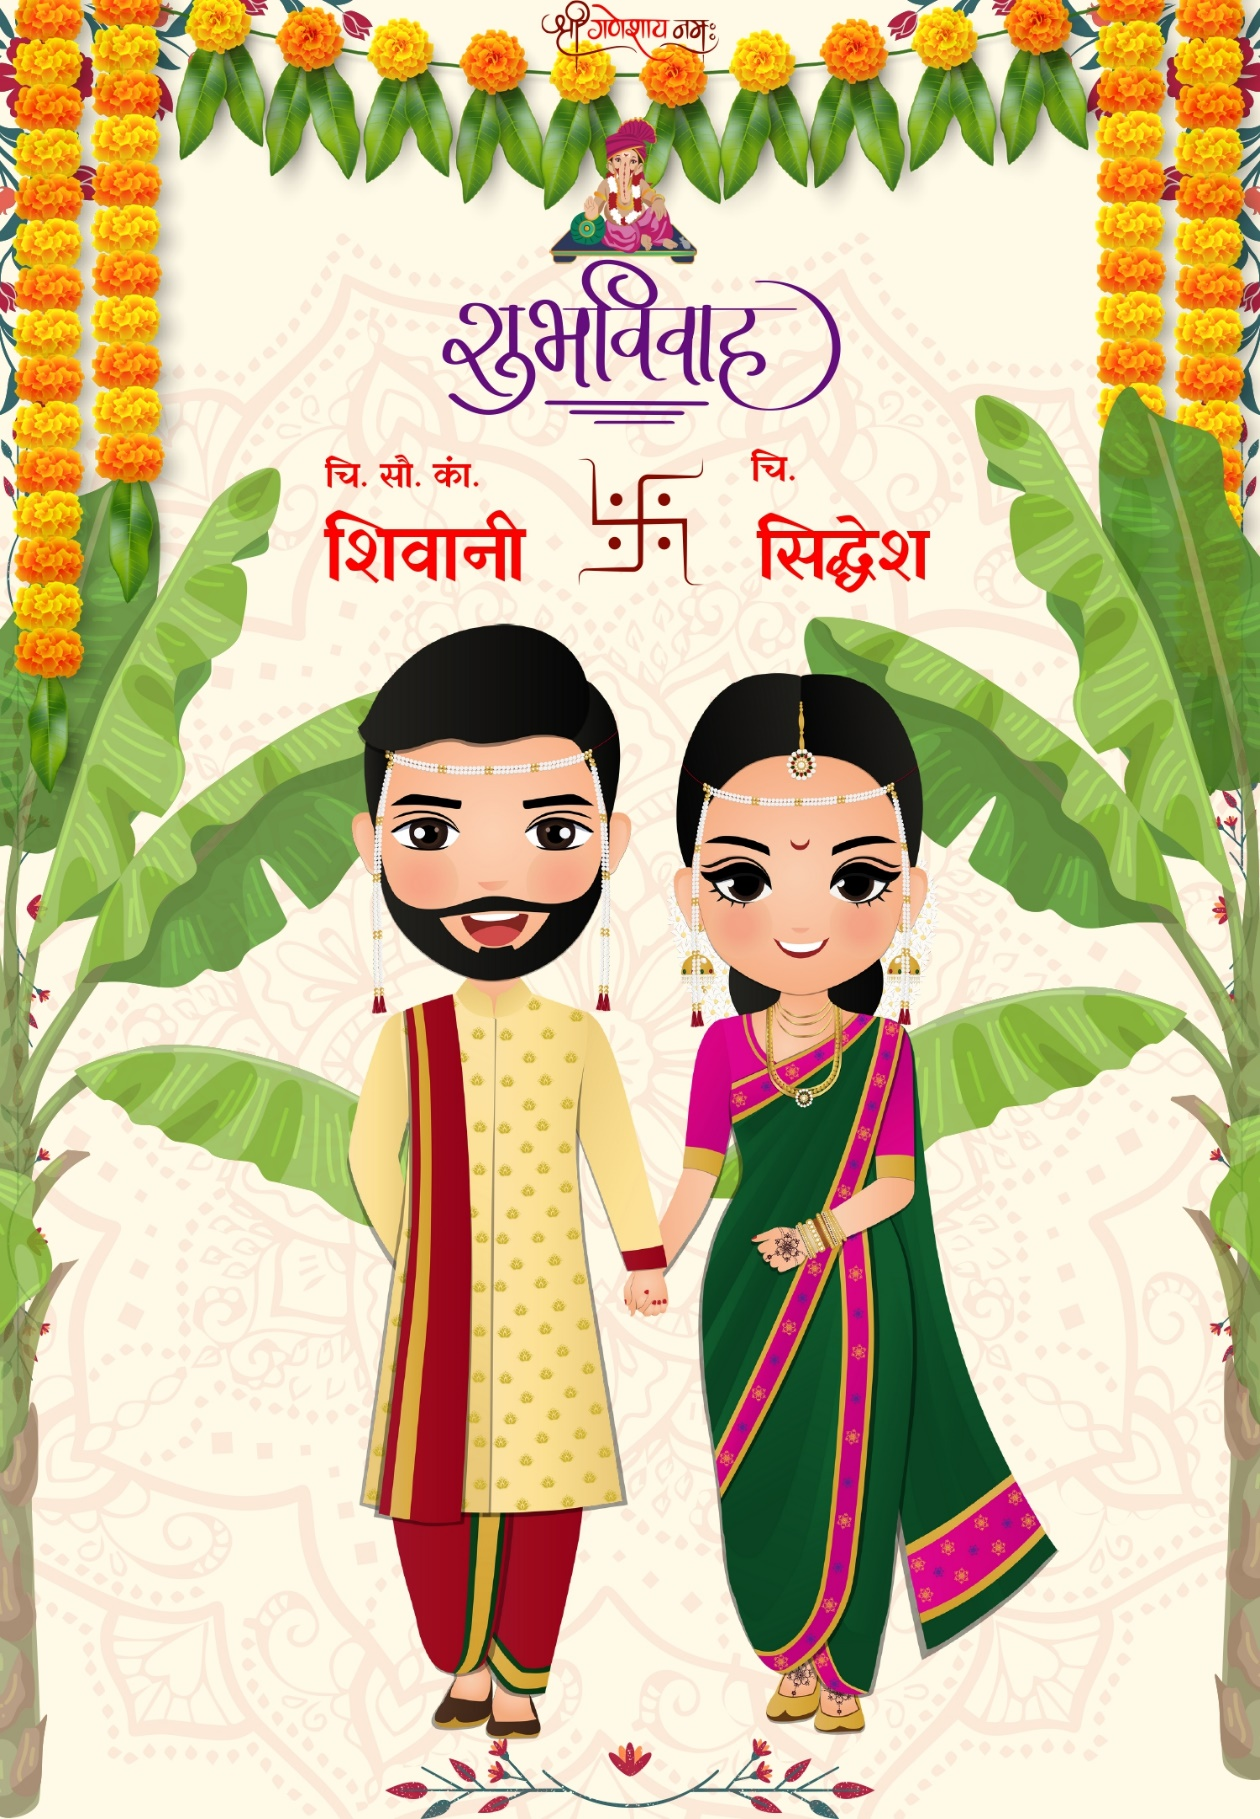 श्री गणेशाय नमः
शुभविवाह
चि. सौ. कां.
शिवानी
चि.
सिद्धेश